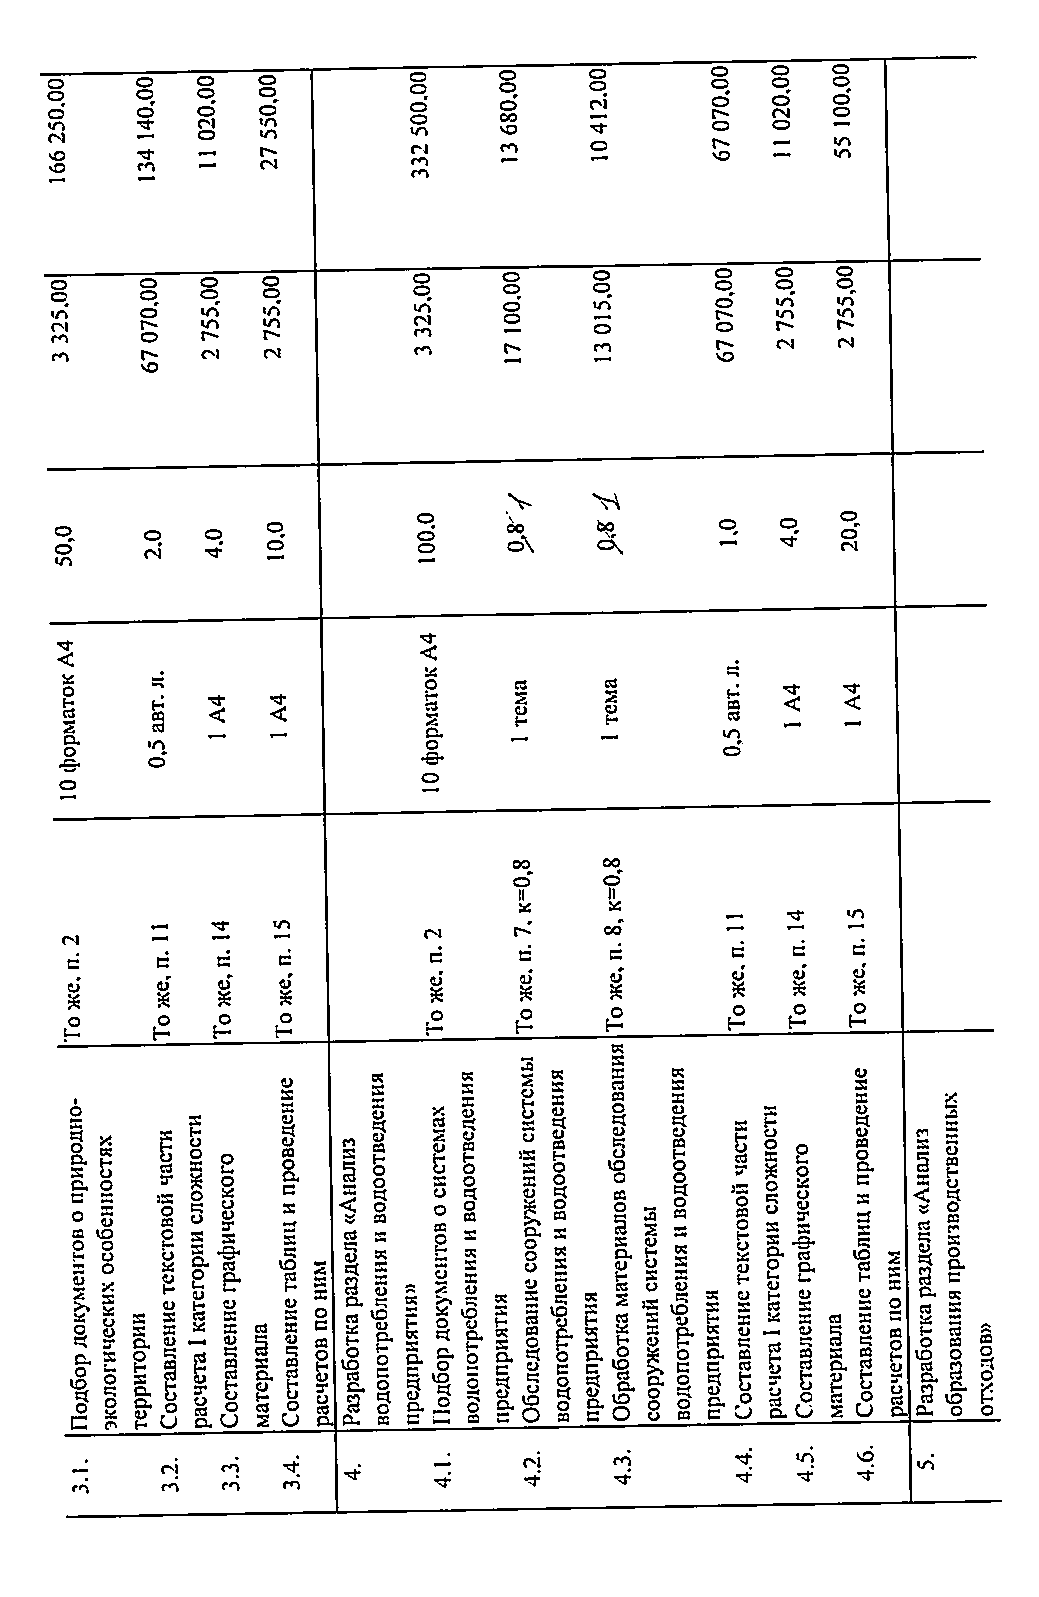 3.1. Подбор документов о природно- То же, п. 2 10 форматок А4 50,0 3 325.00 166 250.00
экологических особенностях
территории
3.2. Составление текстовой части То же, п. 11 0,5 авт. л. 2.0 67 070.00 134 140.00
расчета I категории сложности
3.3. Составление графического То же, п. 14 1 А4 4.0 2 755.00 11 020.00
материала
3.4. Составление таблиц и проведение То же, п. 15 1 А4 10.0 2 755.00 27 550.00
расчетов по ним
4. Разработка раздела «Анализ
водопотребления и водоотведения
предприятия»
4.1. Подбор документов о системах То же. п. 2 10 форматок А4 100.0 3 325.00 332 500.00
водопотребления и водоотведения
предприятия
4.2. Обследование сооружений системы То же. п. 7, к=0,8 1 тема 0,8 1 17 100.00 13 680.00
водопотребления и водоотведения
предприятия
4.3. Обработка материалов обследования То же, п. 8, к=0,8 1 тема 0,8 1 13 015.00 10 412.00
сооружений системы
водопотребления и водоотведения
предприятия
4.4. Составление текстовой части То же. п. 11 0,5 авт. л. 1.0 67 070.00 67 070.00
расчета I категории сложности
4.5. Составление графического То же. п. 14 1 А4 4.0 2 755.00 11 020.00
материала
4.6. Составление таблиц и проведение То же. п. 15 1 А4 20,0 2 755,00 55 100.00
расчетов по ним
5. Разработка раздела «Анализ
образования производственных
отходов»